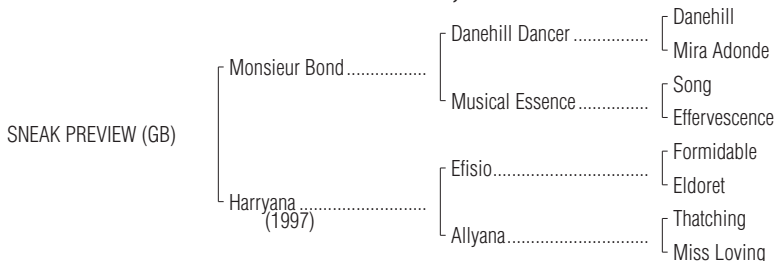 Danehill
Danehill Dancer ................
Mira Adonde
Monsieur Bond .................
Song
Musical Essence ...............
Effervescence
SNEAK PREVIEW (GB)
Formidable
Efisio.................................
Eldoret
Harryana ...........................
(1997)
Thatching
Allyana..............................
Miss Loving